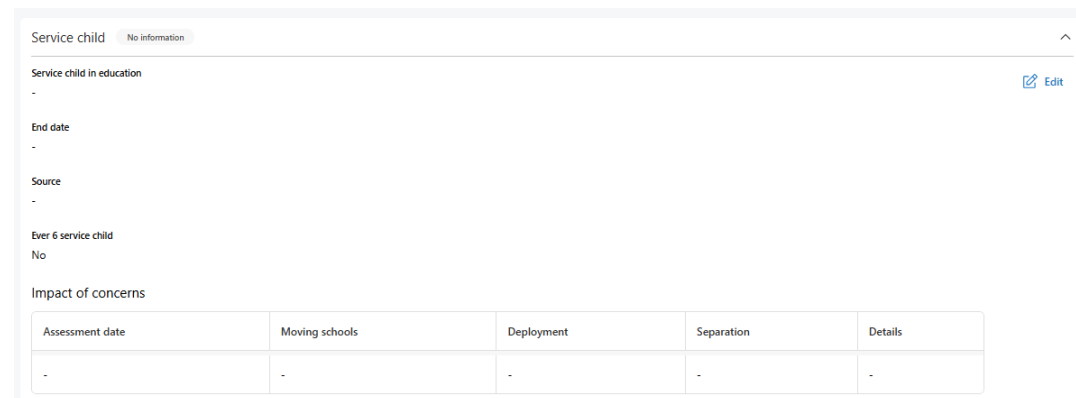 Service child No information
Service child in education
Edit
-
End date
-
Source
-
Ever 6 service child
No
Impact of concerns
Assessment date Moving schools Deployment Separation Details
- - - - -